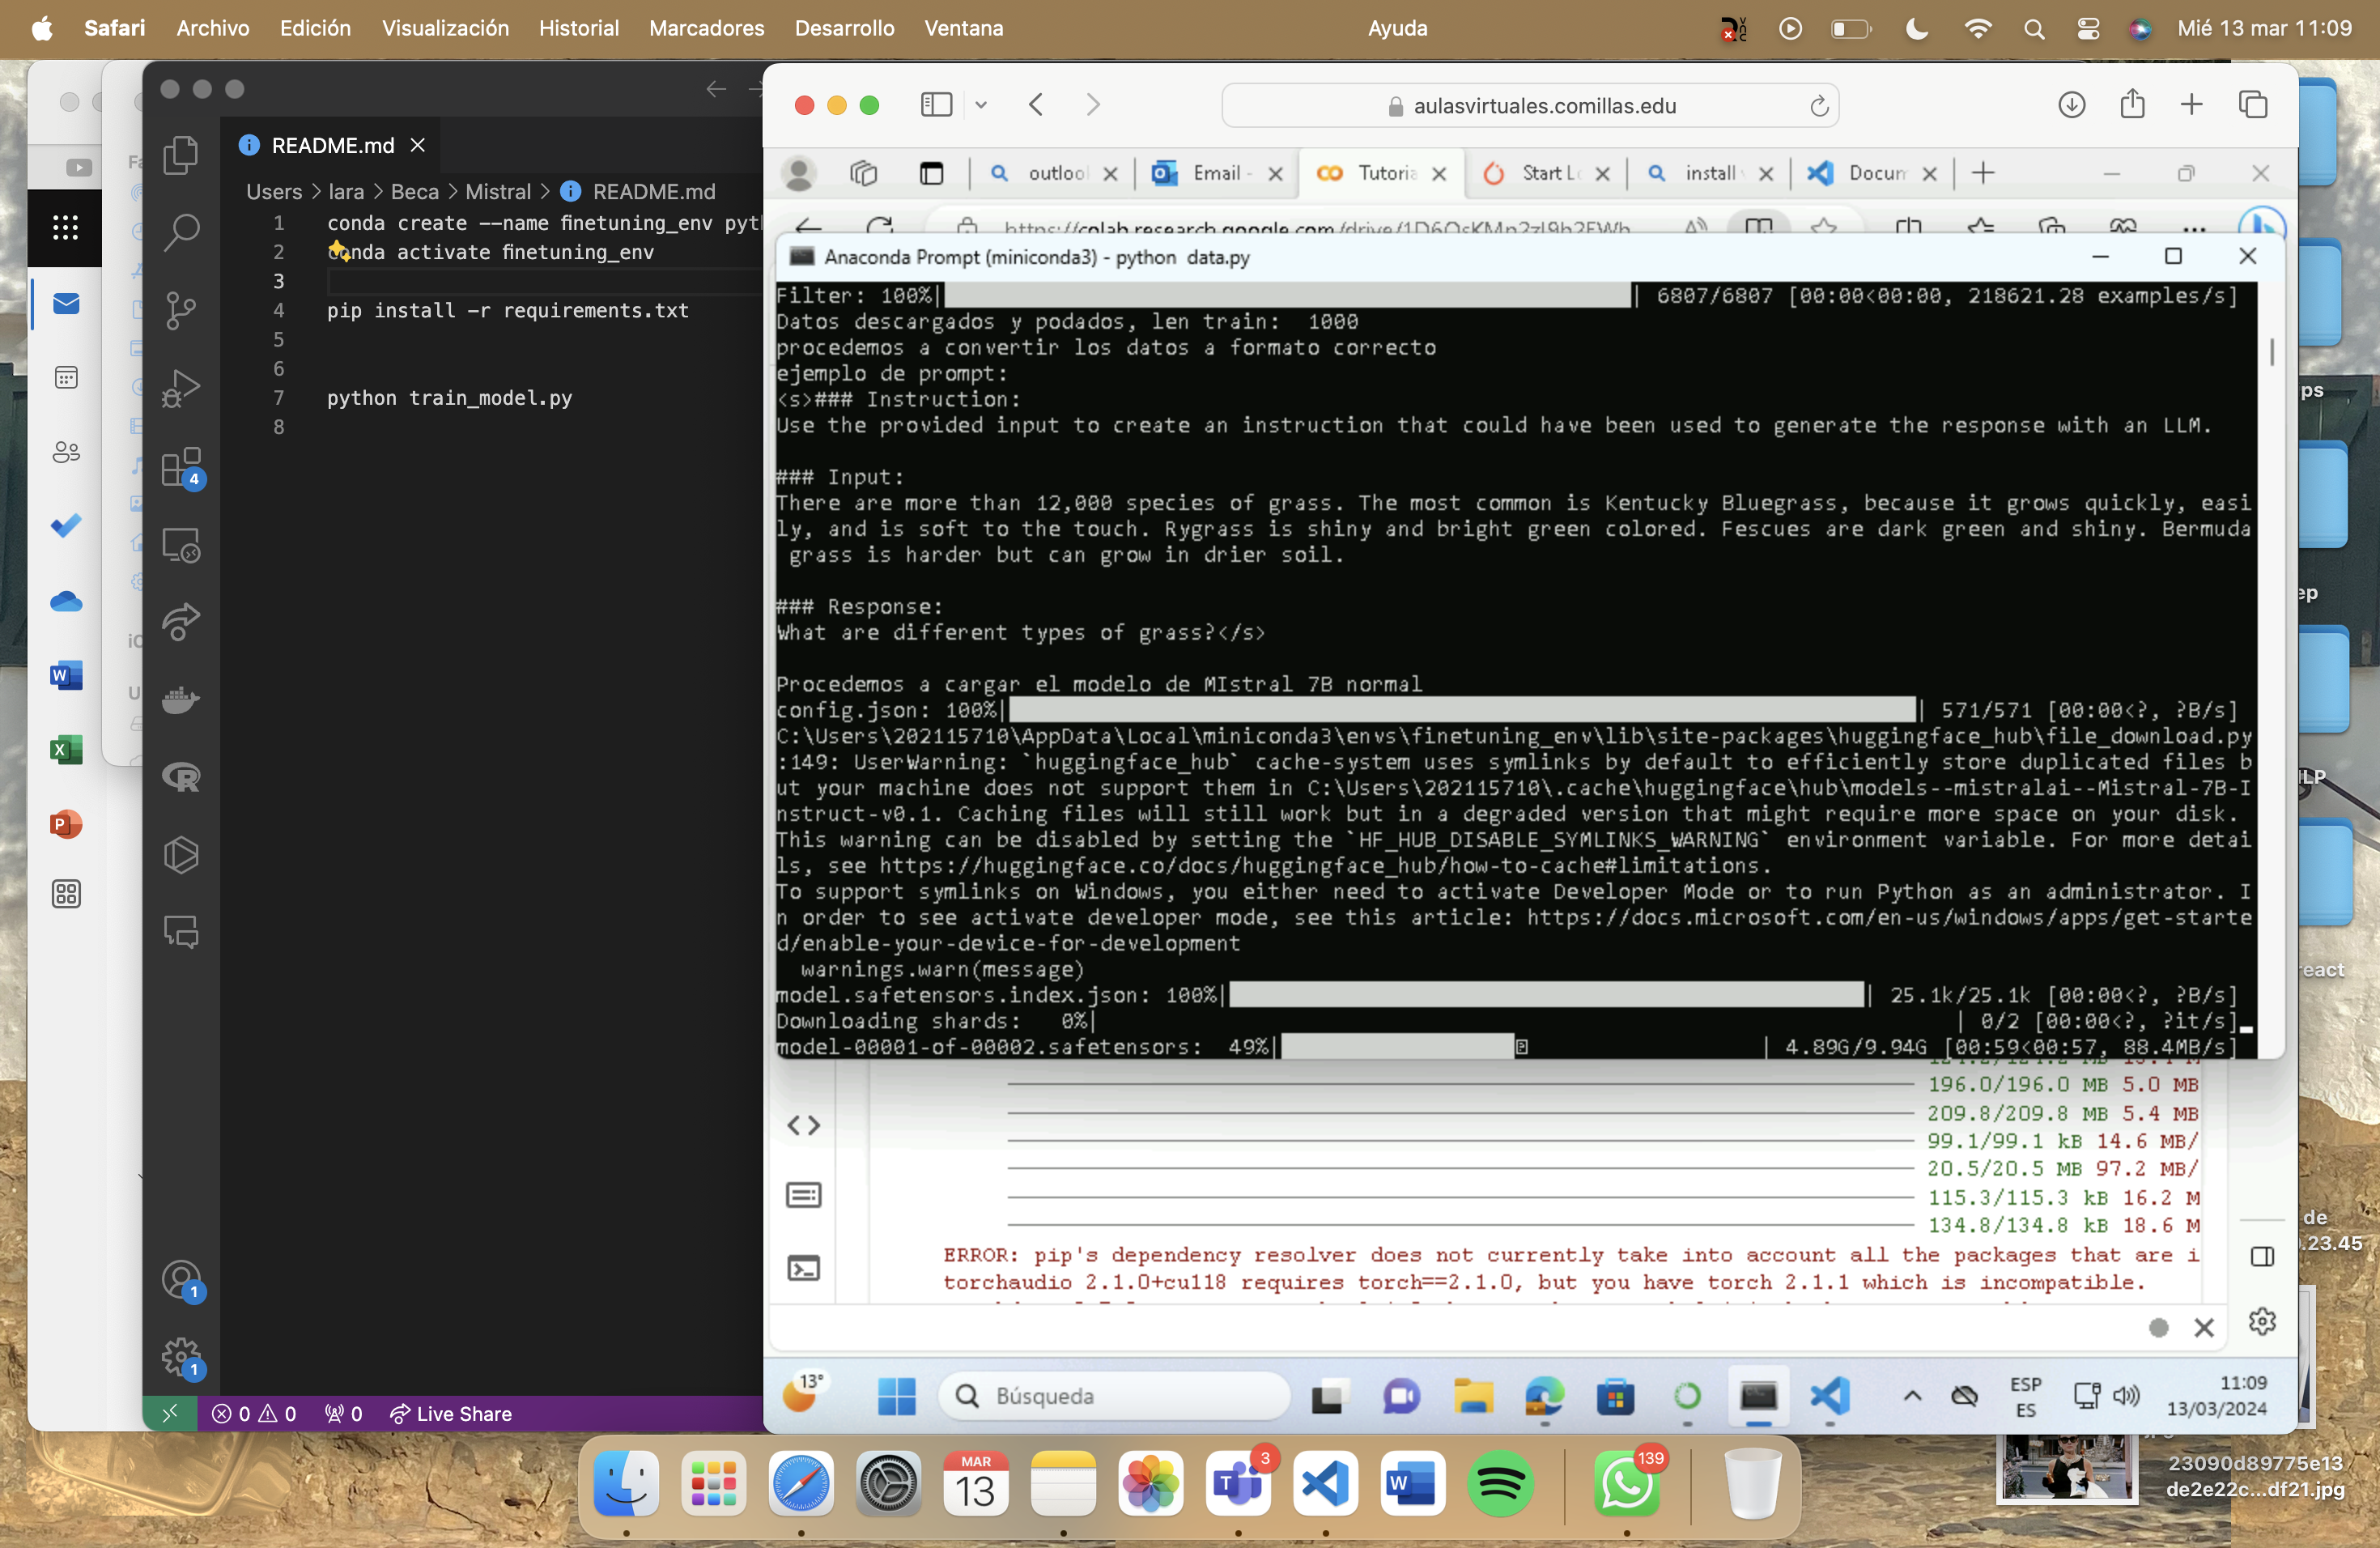 Safari Archivo Edición Visualización Historial Marcadores Desarrollo Ventana Ayuda Mié 13 mar 11:09
README.md
Users > lara > Beca > Mistral > README.md
1 conda create --name finetuning_env pyth
2 conda activate finetuning_env
3
4 pip install -r requirements.txt
5
6
7 python train_model.py
8
4
1
1
0 0 0 Live Share
aulasvirtuales.comillas.edu
outlool Email - Tutoria Start Lo install Docum
https://colab.research.google.com/drive/
Anaconda Prompt (miniconda3) - python data.py
Filter: 100%| | 6807/6807 [00:00<00:00, 218621.28 examples/s]
Datos descargados y podados, len train: 1000
procedemos a convertir los datos a formato correcto
ejemplo de prompt:
<s>### Instruction:
Use the provided input to create an instruction that could have been used to generate the response with an LLM.
### Input:
There are more than 12,000 species of grass. The most common is Kentucky Bluegrass, because it grows quickly, easi
ly, and is soft to the touch. Rygrass is shiny and bright green colored. Fescues are dark green and shiny. Bermuda
grass is harder but can grow in drier soil.
### Response:
What are different types of grass?</s>
Procedemos a cargar el modelo de MIstral 7B normal
config.json: 100%| | 571/571 [00:00<?, ?B/s]
C:\Users\202115710\AppData\Local\miniconda3\envs\finetuning_env\lib\site-packages\huggingface_hub\file_download.py
:149: UserWarning: `huggingface_hub` cache-system uses symlinks by default to efficiently store duplicated files b
ut your machine does not support them in C:\Users\202115710\.cache\huggingface\hub\models--mistralai--Mistral-7B-I
nstruct-v0.1. Caching files will still work but in a degraded version that might require more space on your disk.
This warning can be disabled by setting the `HF_HUB_DISABLE_SYMLINKS_WARNING` environment variable. For more detai
ls, see https://huggingface.co/docs/huggingface_hub/how-to-cache#limitations.
To support symlinks on Windows, you either need to activate Developer Mode or to run Python as an administrator. I
n order to see activate developer mode, see this article: https://docs.microsoft.com/en-us/windows/apps/get-starte
d/enable-your-device-for-development
warnings.warn(message)
model.safetensors.index.json: 100%| | 25.1k/25.1k [00:00<?, ?B/s]
Downloading shards: 0%| | 0/2 [00:00<?, ?it/s]
model-00001-of-00002.safetensors: 49%| | 4.89G/9.94G [00:59<00:57, 88.4MB/s]
196.0/196.0 MB 5.0 MB
209.8/209.8 MB 5.4 MB
99.1/99.1 kB 14.6 MB/
20.5/20.5 MB 97.2 MB/
115.3/115.3 kB 16.2 M
134.8/134.8 kB 18.6 M
ERROR: pip's dependency resolver does not currently take into account all the packages that are i
torchaudio 2.1.0+cu118 requires torch==2.1.0, but you have torch 2.1.1 which is incompatible.
13°
Búsqueda
ESP
ES
11:09
13/03/2024
ps
ep
LP
react
de
.23.45
23090d89775e13
de2e22c...df21.jpg
MAR
13
3
139